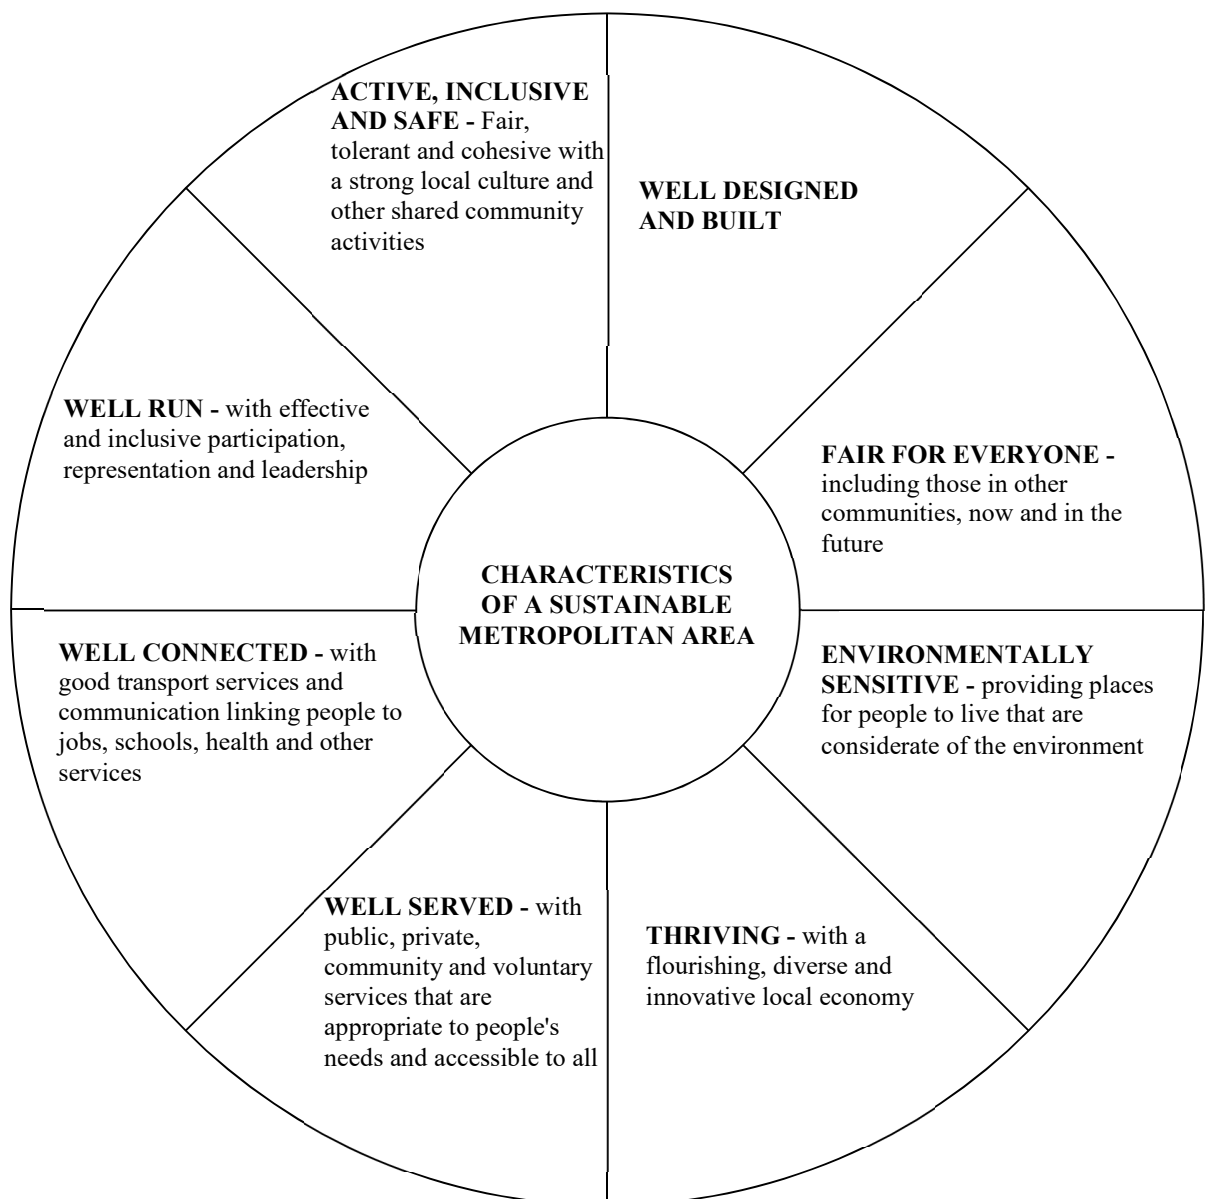 ACTIVE, INCLUSIVE
AND SAFE - Fair,
tolerant and cohesive with
a strong local culture and
other shared community
activities
WELL DESIGNED
AND BUILT
FAIR FOR EVERYONE -
including those in other
communities, now and in the
future
ENVIRONMENTALLY
SENSITIVE - providing places
for people to live that are
considerate of the environment
THRIVING - with a
flourishing, diverse and
innovative local economy
WELL SERVED - with
public, private,
community and voluntary
services that are
appropriate to people's
needs and accessible to all
WELL CONNECTED - with
good transport services and
communication linking people to
jobs, schools, health and other
services
WELL RUN - with effective
and inclusive participation,
representation and leadership
CHARACTERISTICS
OF A SUSTAINABLE
METROPOLITAN AREA